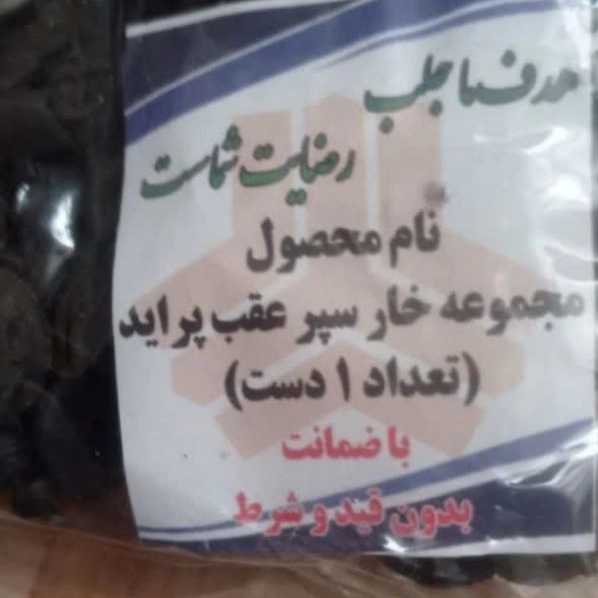 هدف ما جلب
رضایت شماست
نام محصول
مجموعه خار سپر عقب پراید
(تعداد ۱ دست)
با ضمانت
بدون قید و شرط